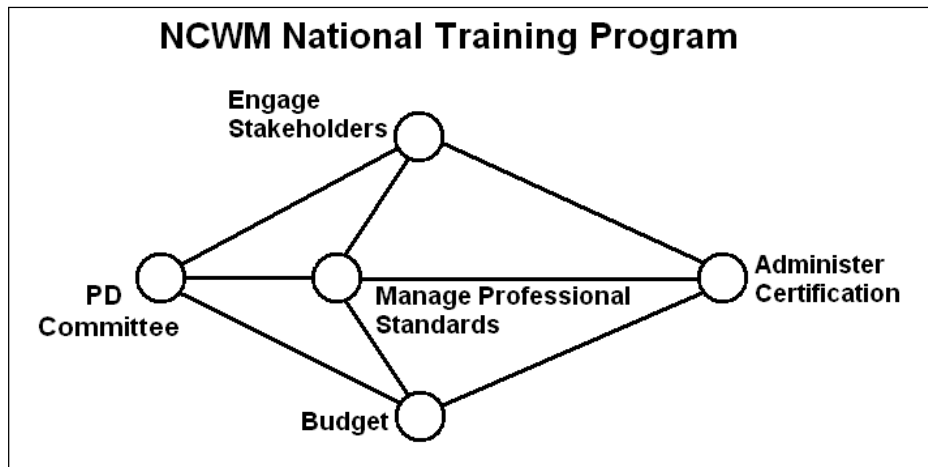 NCWM National Training Program
Engage
Stakeholders
PD
Committee
Manage Professional
Standards
Administer
Certification
Budget